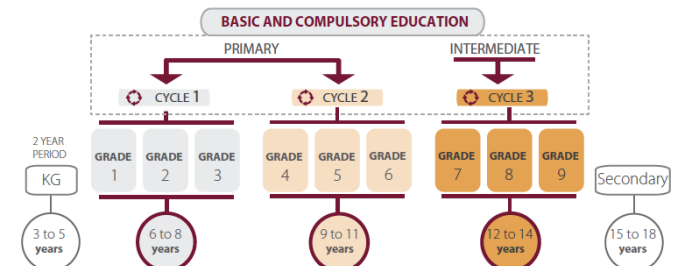 BASIC AND COMPULSORY EDUCATION
PRIMARY
INTERMEDIATE
CYCLE 1
CYCLE 2
CYCLE 3
2 YEAR
PERIOD
KG
GRADE
1
GRADE
2
GRADE
3
GRADE
4
GRADE
5
GRADE
6
GRADE
7
GRADE
8
GRADE
9
Secondary
3 to 5
years
6 to 8
years
9 to 11
years
12 to 14
years
15 to 18
years